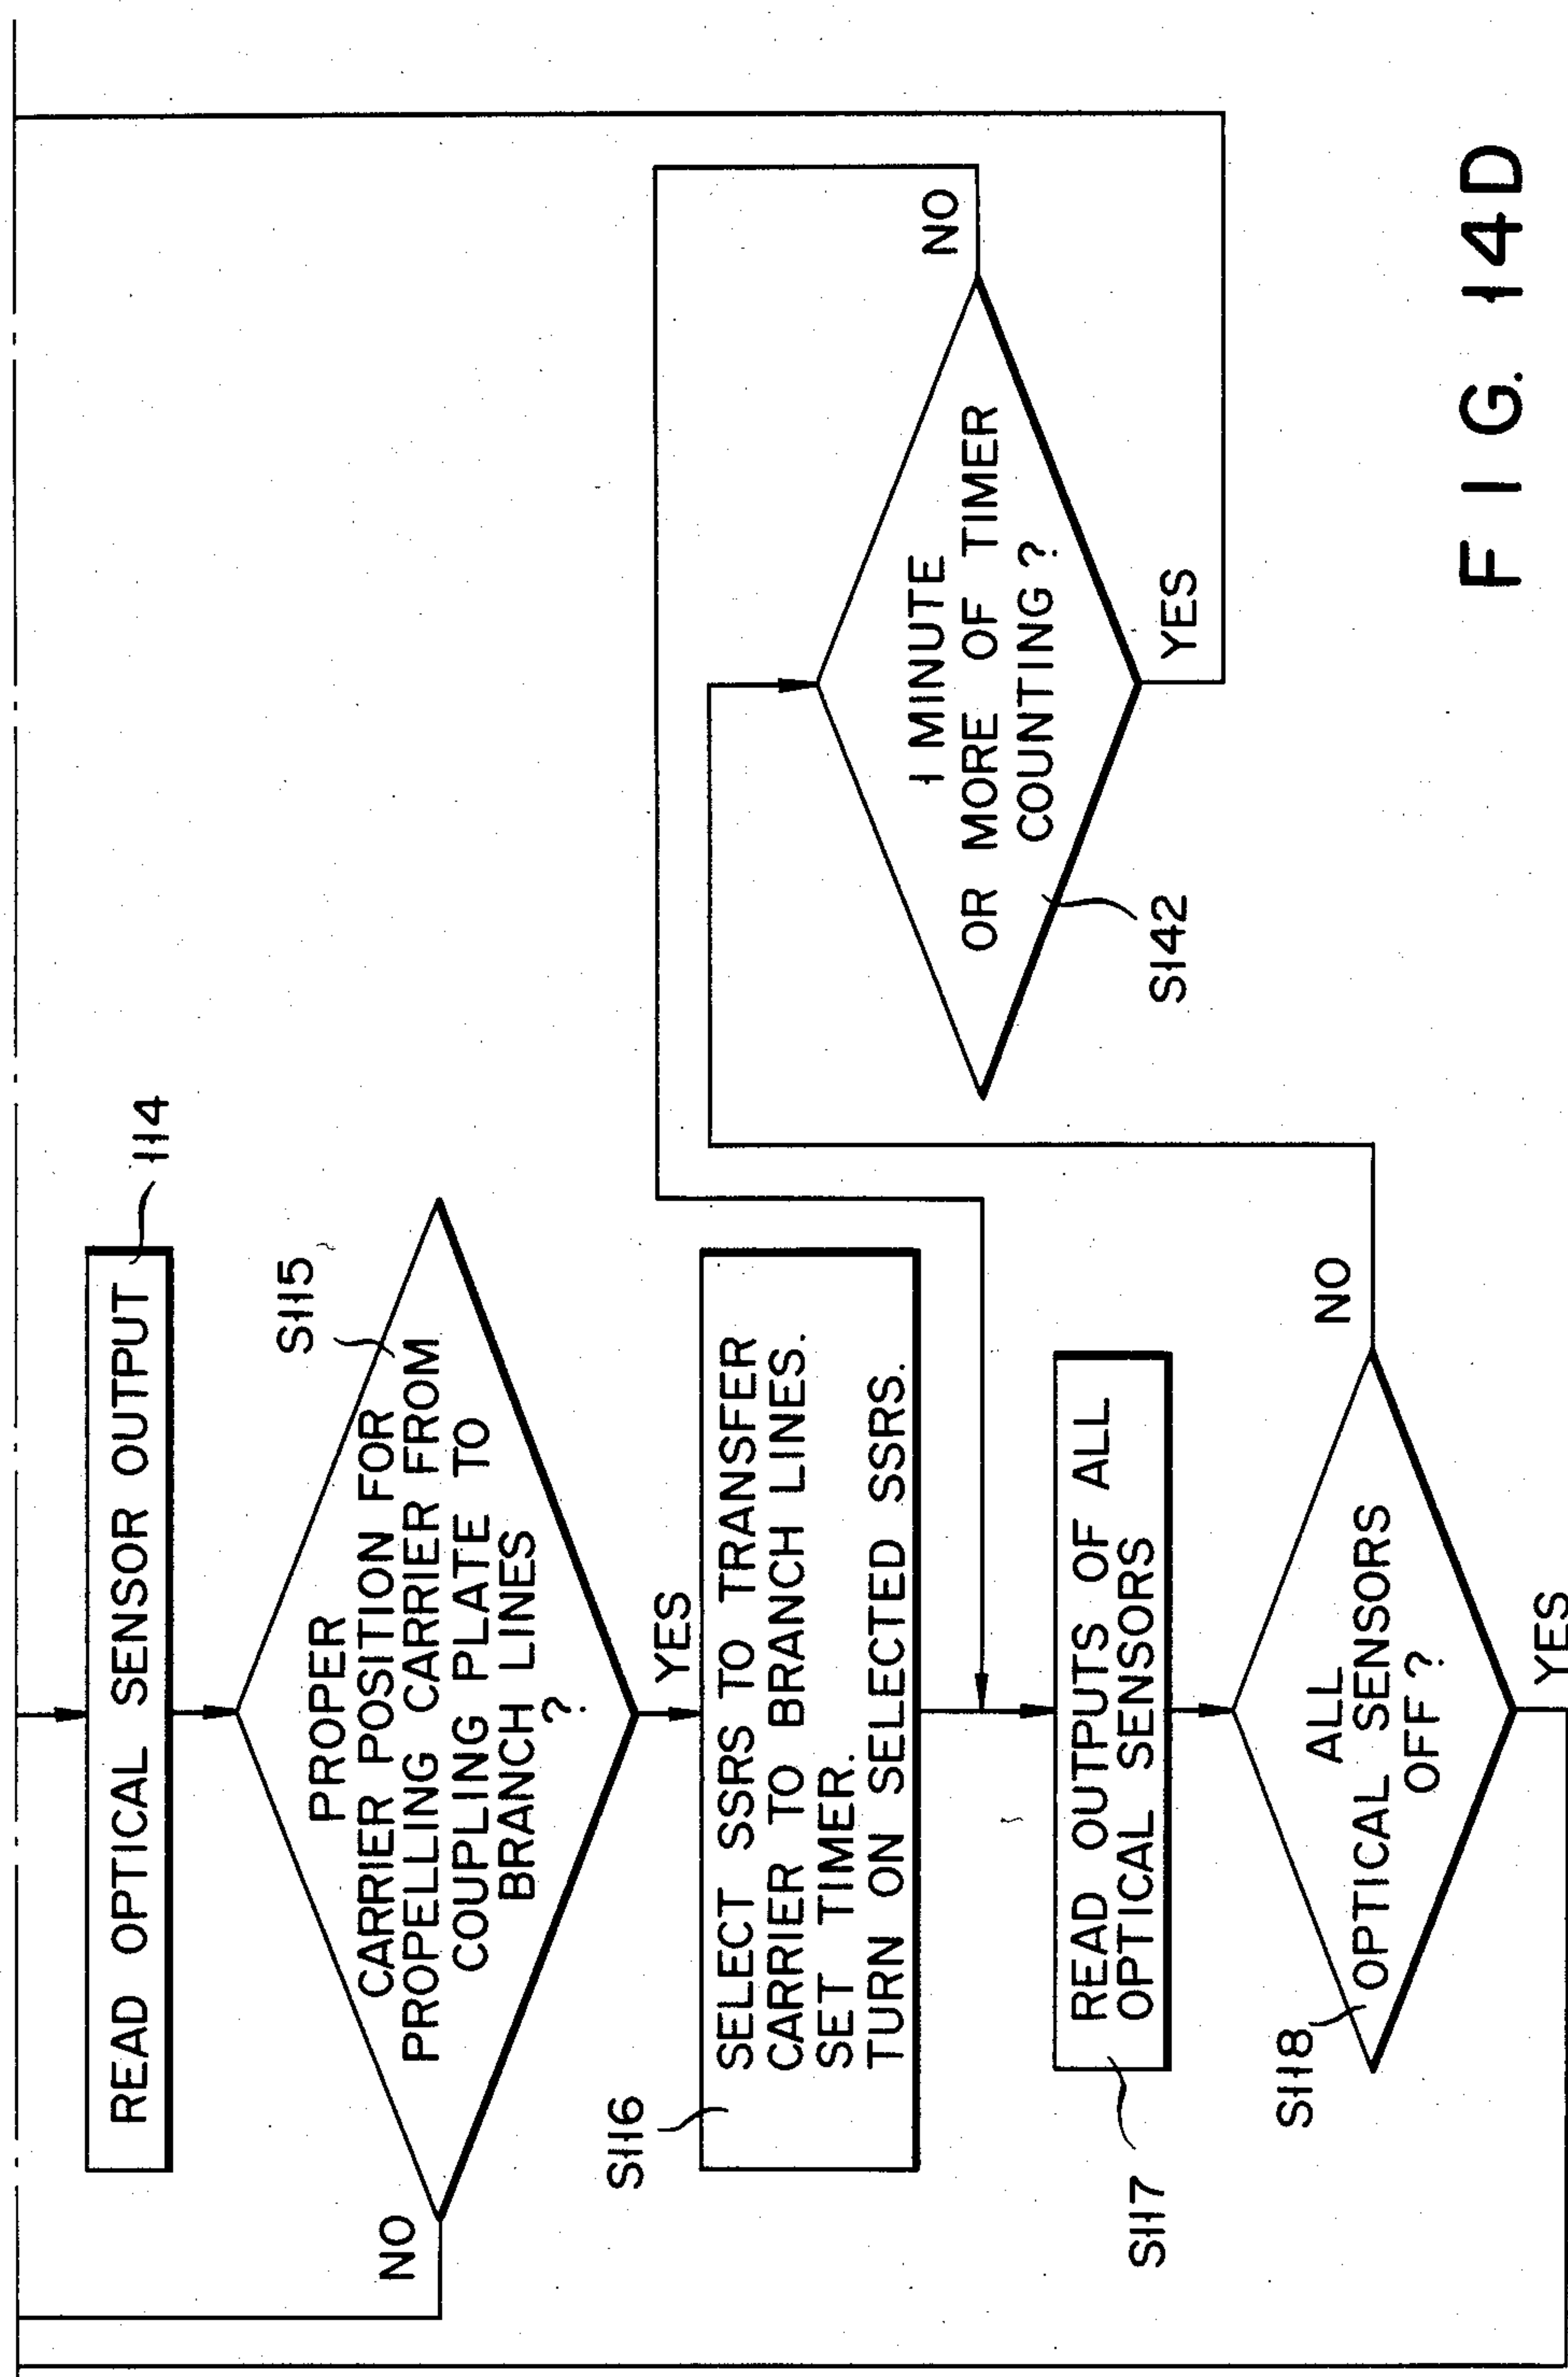 READ OPTICAL SENSOR OUTPUT
114
S115
PROPER
CARRIER POSITION FOR
PROPELLING CARRIER FROM
COUPLING PLATE TO
BRANCH LINES
?
NO
YES
S116
SELECT SSRS TO TRANSFER
CARRIER TO BRANCH LINES.
SET TIMER.
TURN ON SELECTED SSRS.
S117
READ OUTPUTS OF ALL
OPTICAL SENSORS
S118
ALL
OPTICAL SENSORS
OFF ?
NO
YES
1 MINUTE
OR MORE OF TIMER
COUNTING ?
S142
NO
YES
FIG. 14D